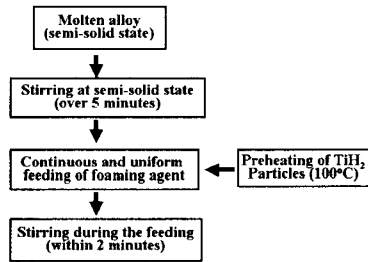 Molten alloy
(semi-solid state)
Stirring at semi-solid state
(over 5 minutes)
Continuous and uniform
feeding of foaming agent
Preheating of TiH₂
Particles (100°C)
Stirring during the feeding
(within 2 minutes)